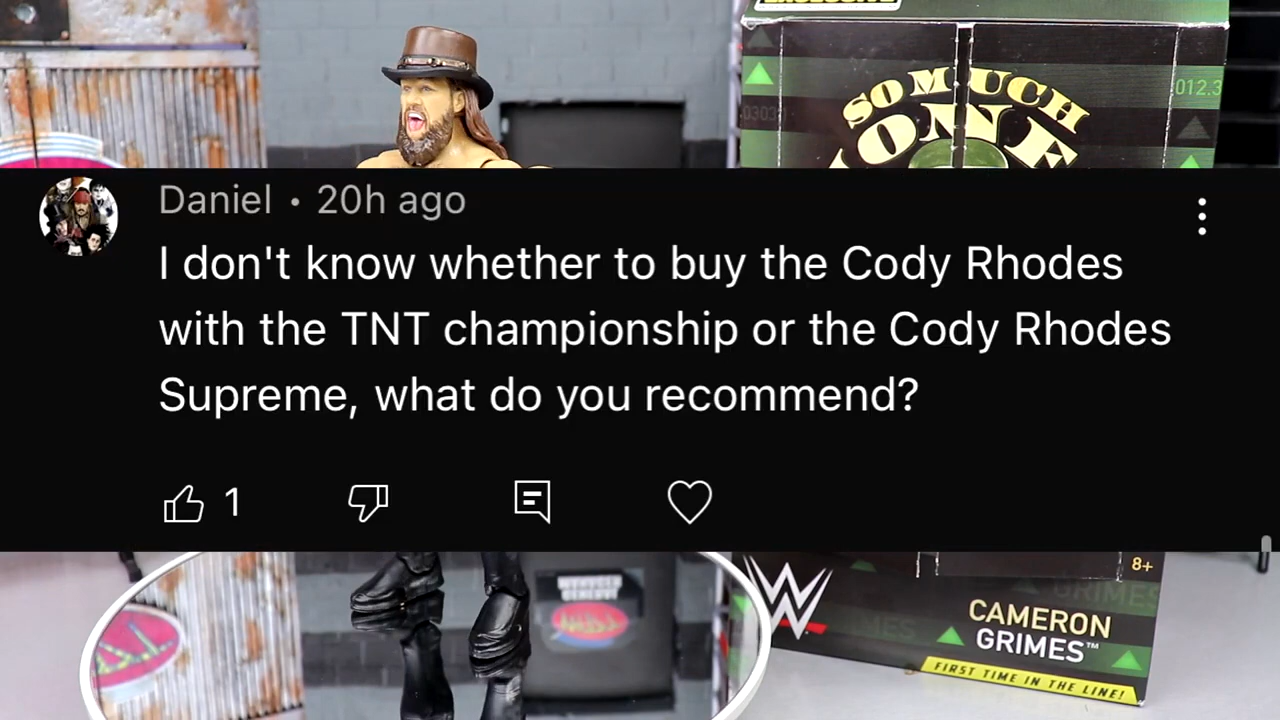 SO MUCH
012.3
Daniel • 20h ago
I don't know whether to buy the Cody Rhodes
with the TNT championship or the Cody Rhodes
Supreme, what do you recommend?
1
8+
GRIMES
CAMERON
GRIMES™
FIRST TIME IN THE LINE!